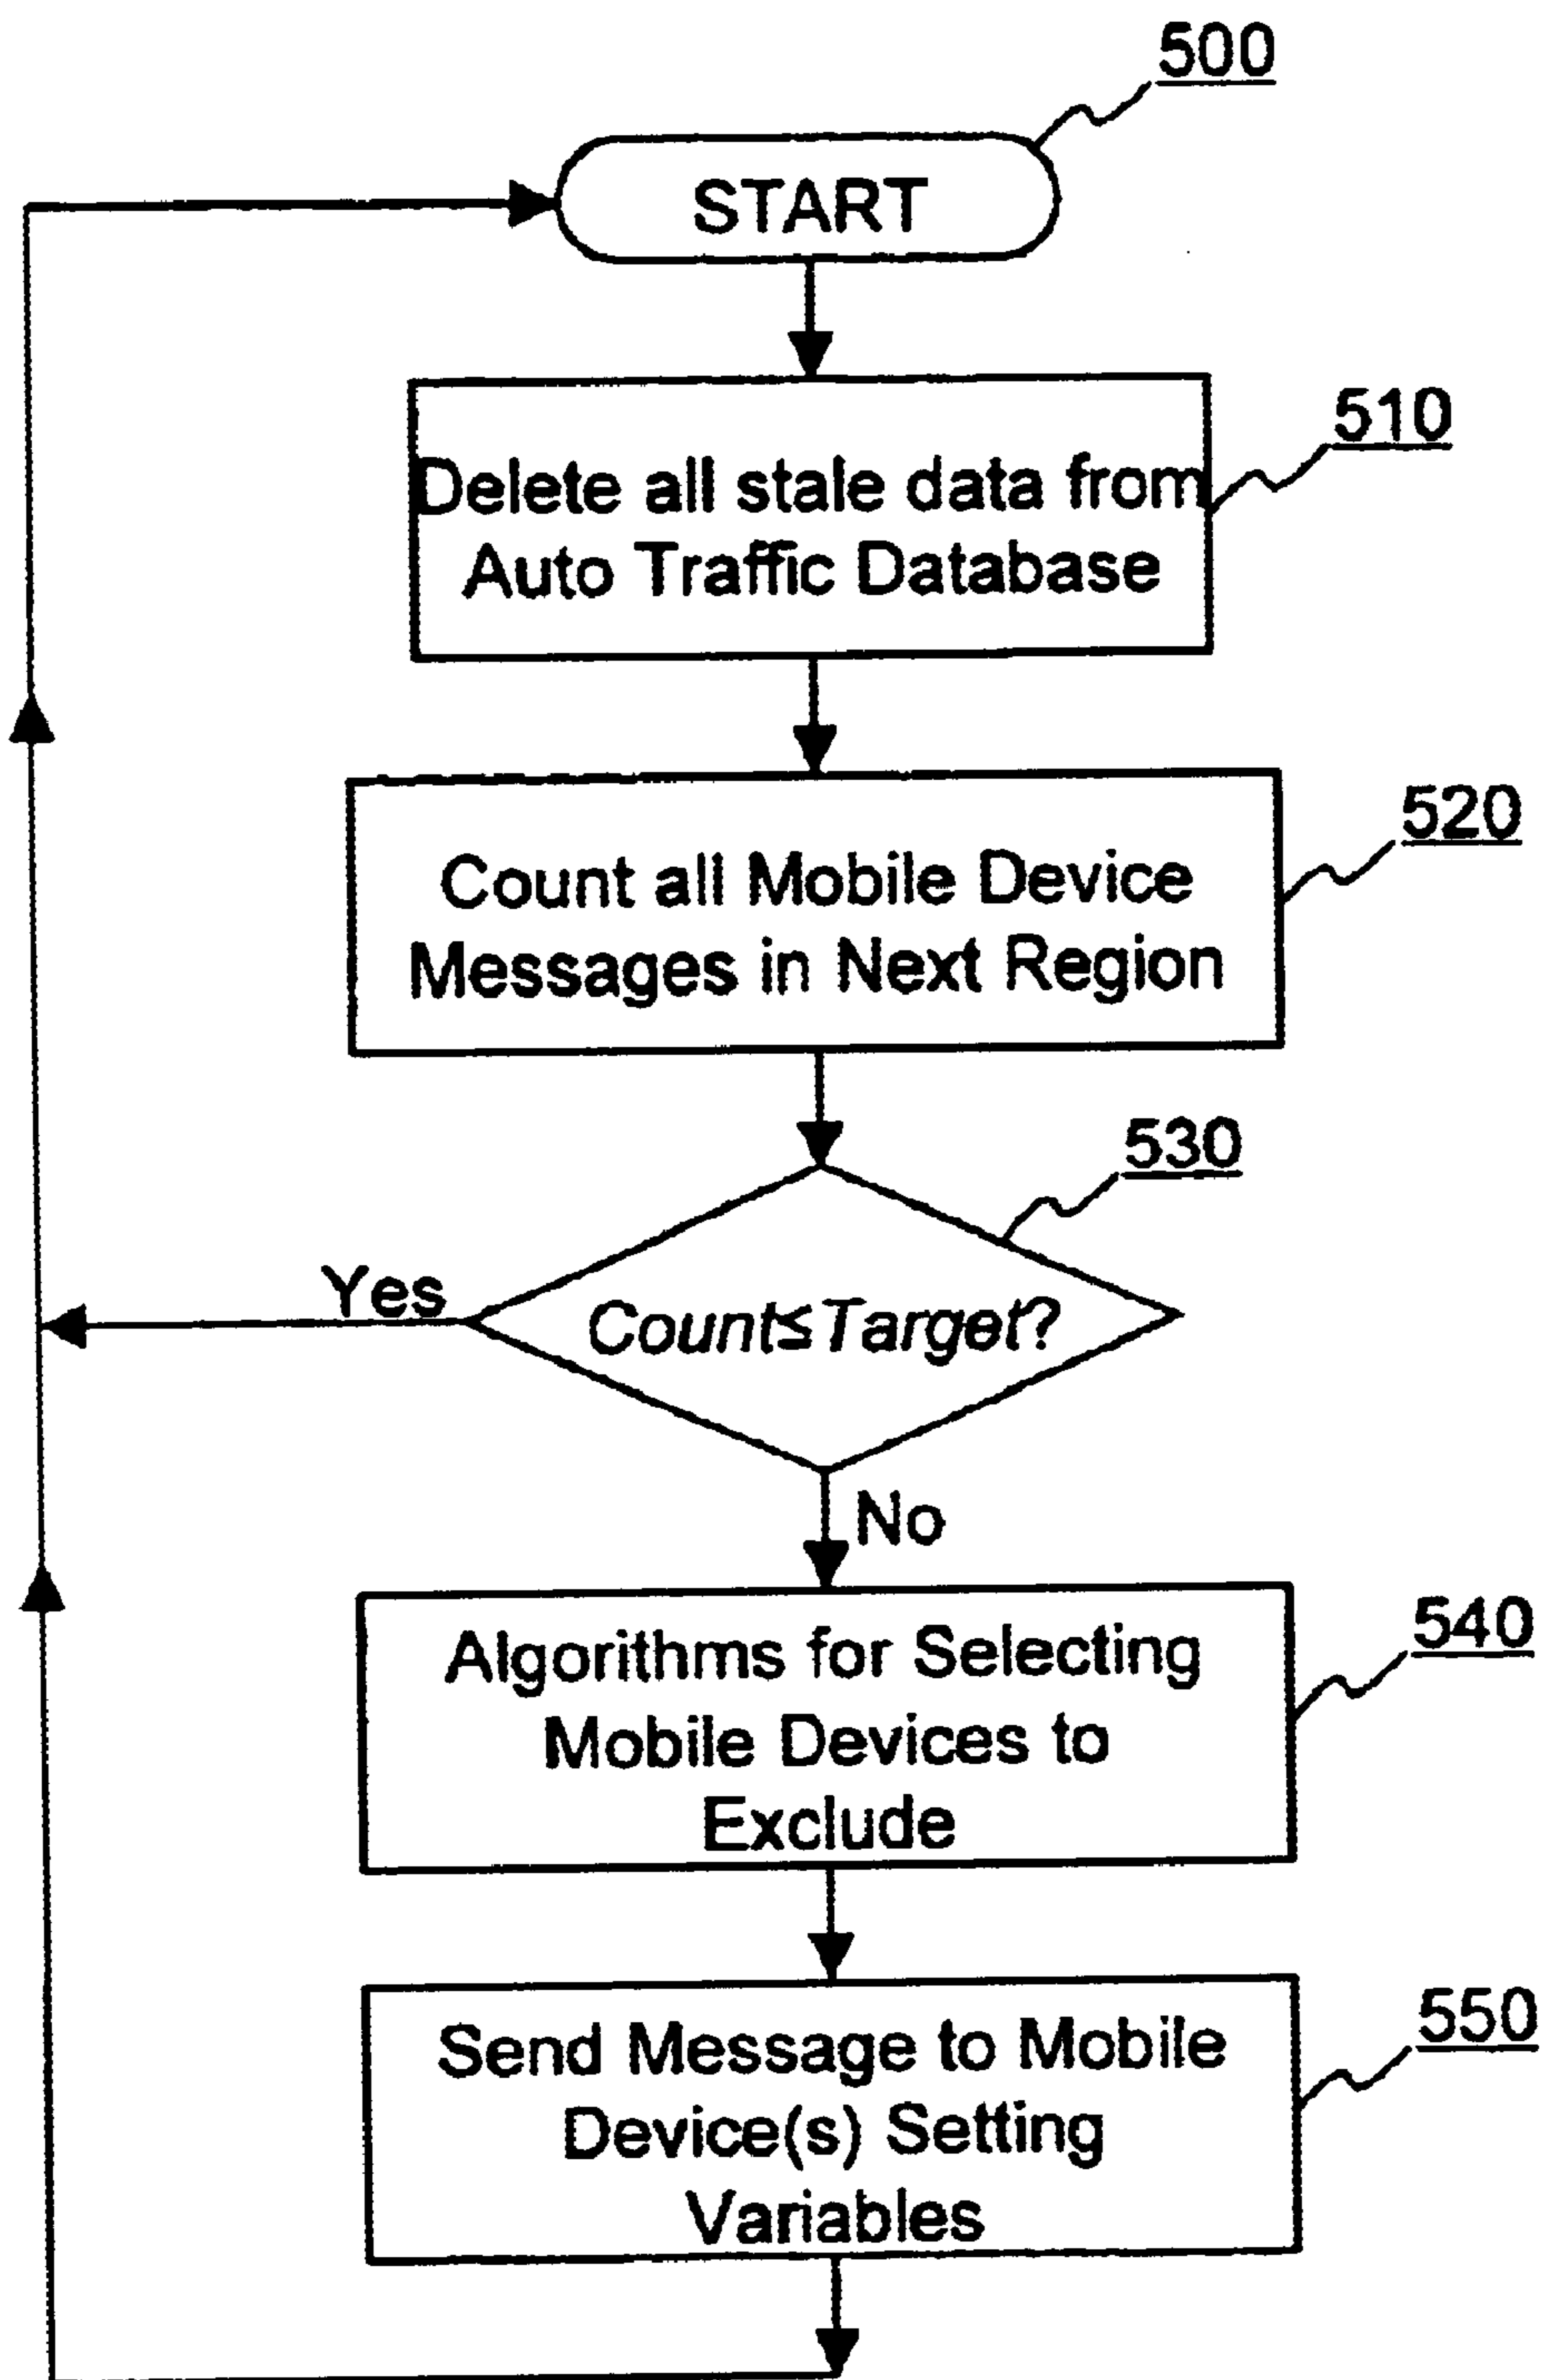 500
START
510
Delete all stale data from
Auto Traffic Database
520
Count all Mobile Device
Messages in Next Region
530
Yes
Count≤Target?
No
540
Algorithms for Selecting
Mobile Devices to
Exclude
550
Send Message to Mobile
Device(s) Setting
Variables